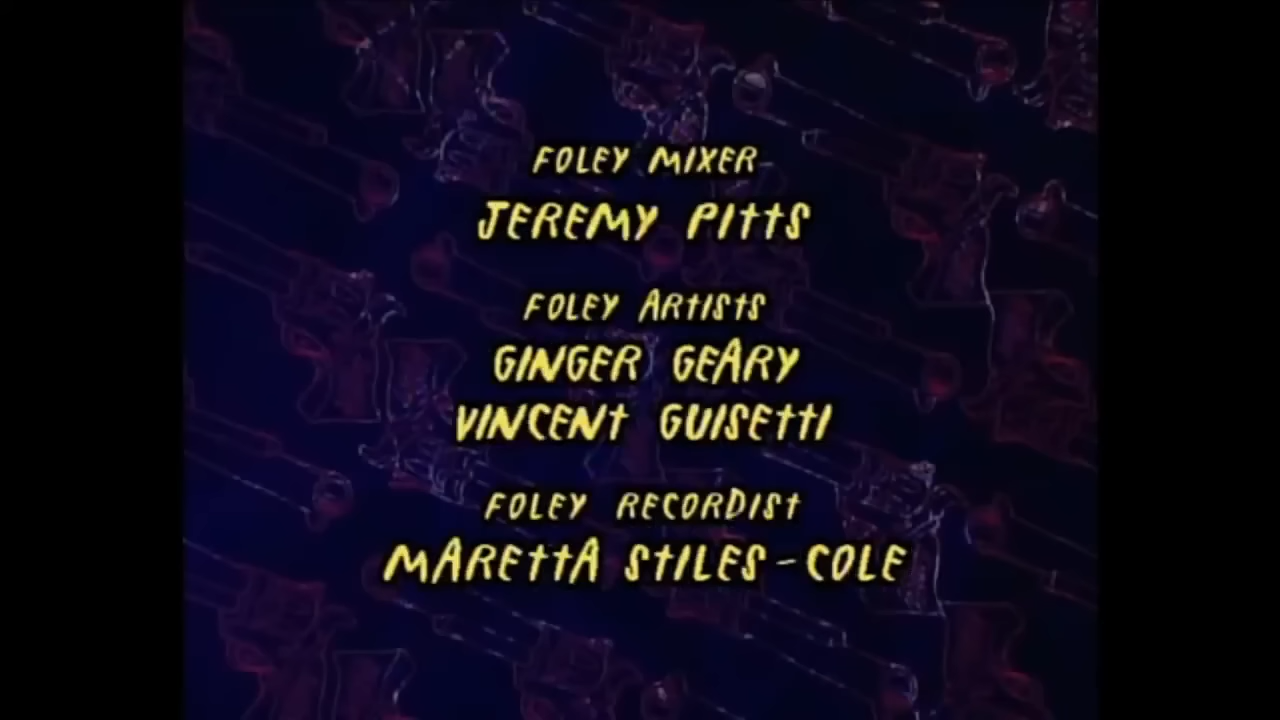 FOLEY MIXER
JEREMY PITTS
FOLEY ARTISTS
GINGER GEARY
VINCENT GUISETTI
FOLEY RECORDIST
MARETTA STILES-COLE